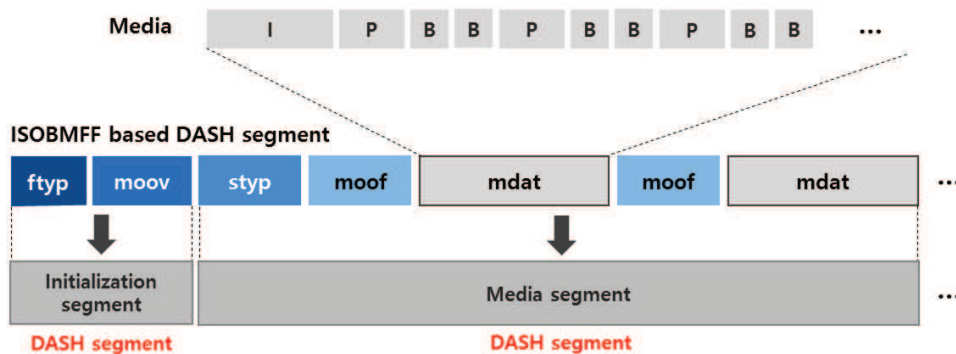 Media I P B B P B B P B B ...
ISOBMFF based DASH segment
ftyp moov styp moof mdat moof mdat ...
Initialization
segment
Media segment ...
DASH segment DASH segment